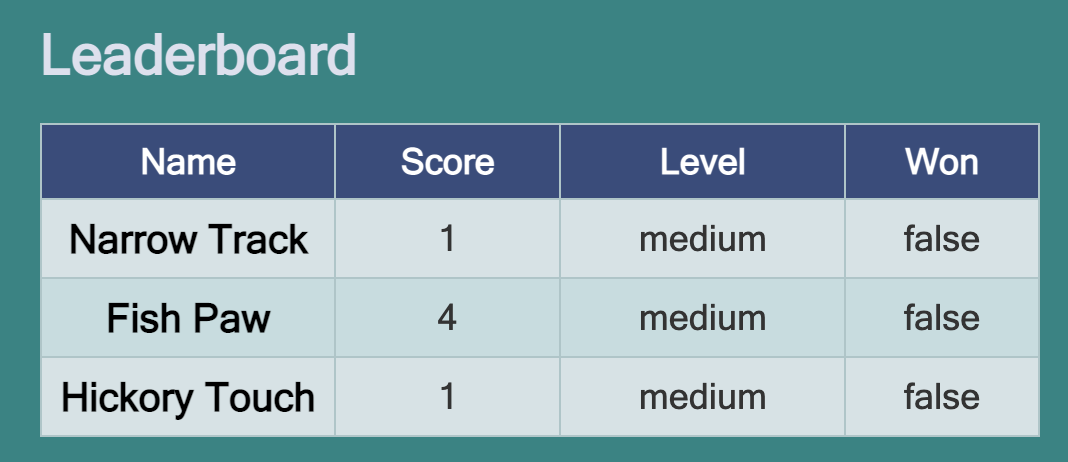 Leaderboard
Name Score Level Won
Narrow Track 1 medium false
Fish Paw 4 medium false
Hickory Touch 1 medium false